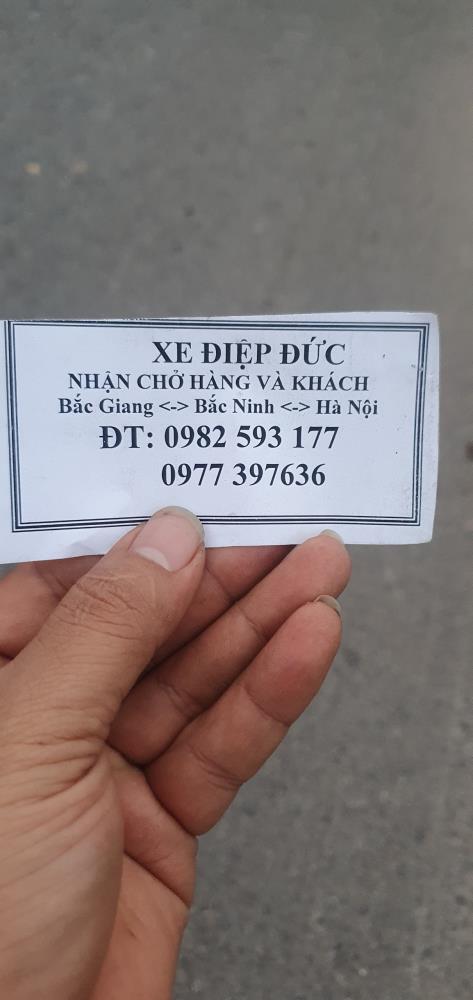 XE ĐIỆP ĐỨC
NHẬN CHỞ HÀNG VÀ KHÁCH
Bắc Giang <-> Bắc Ninh <-> Hà Nội
ĐT: 0982 593 177
0977 397636